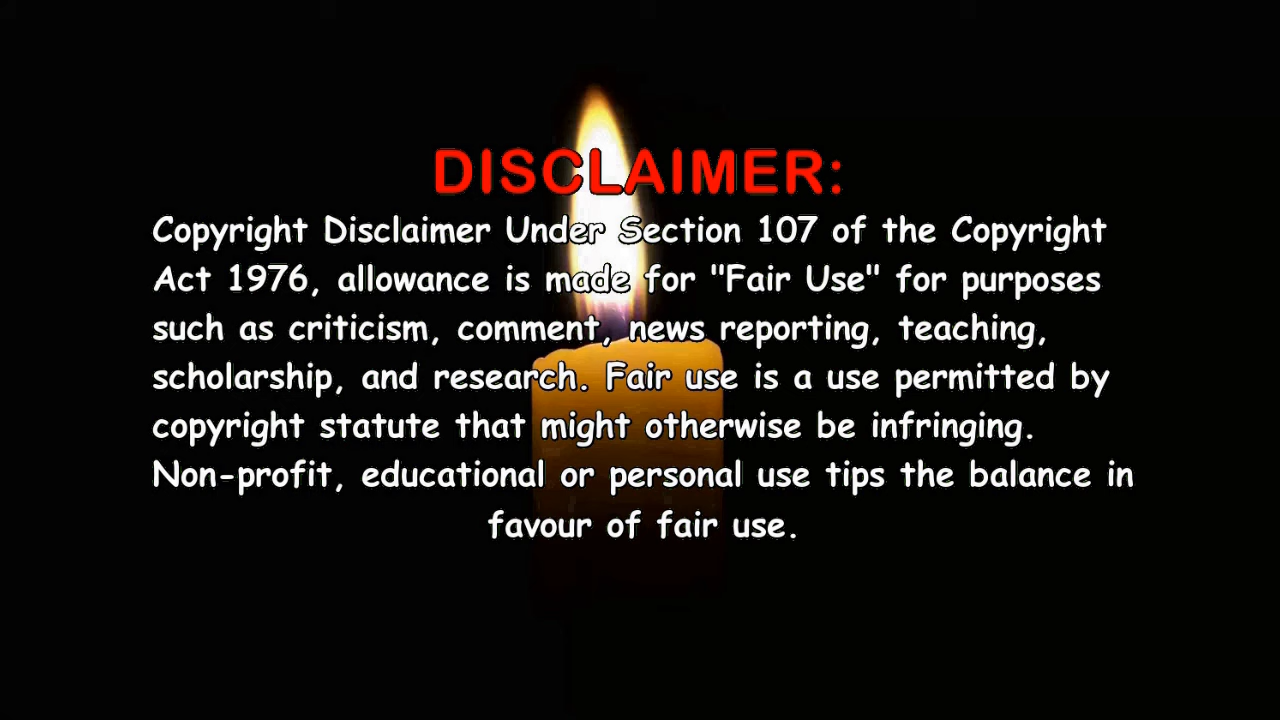 DISCLAIMER:
Copyright Disclaimer Under Section 107 of the Copyright
Act 1976, allowance is made for "Fair Use" for purposes
such as criticism, comment, news reporting, teaching,
scholarship, and research. Fair use is a use permitted by
copyright statute that might otherwise be infringing.
Non-profit, educational or personal use tips the balance in
favour of fair use.